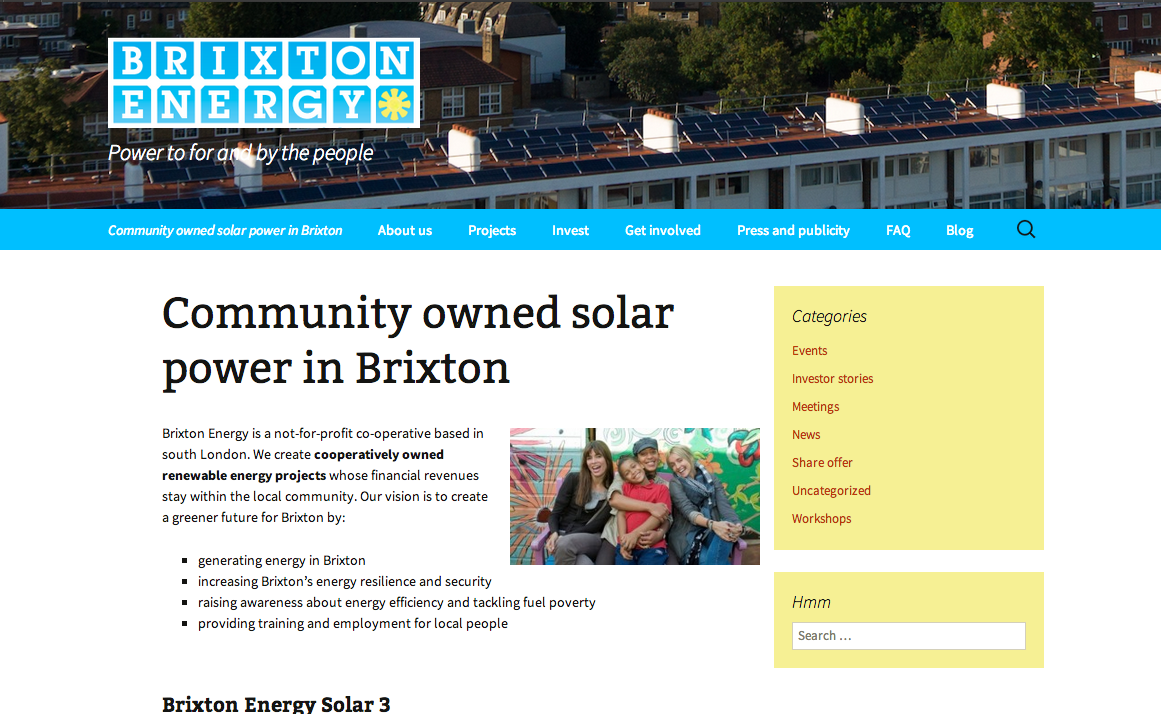 BRIXTON
ENERGY
Power to for and by the people
Community owned solar power in Brixton About us Projects Invest Get involved Press and publicity FAQ Blog
Community owned solar
power in Brixton
Brixton Energy is a not-for-profit co-operative based in
south London. We create cooperatively owned
renewable energy projects whose financial revenues
stay within the local community. Our vision is to create
a greener future for Brixton by:
generating energy in Brixton
increasing Brixton’s energy resilience and security
raising awareness about energy efficiency and tackling fuel poverty
providing training and employment for local people
Brixton Energy Solar 3
Categories
Events
Investor stories
Meetings
News
Share offer
Uncategorized
Workshops
Hmm
Search …